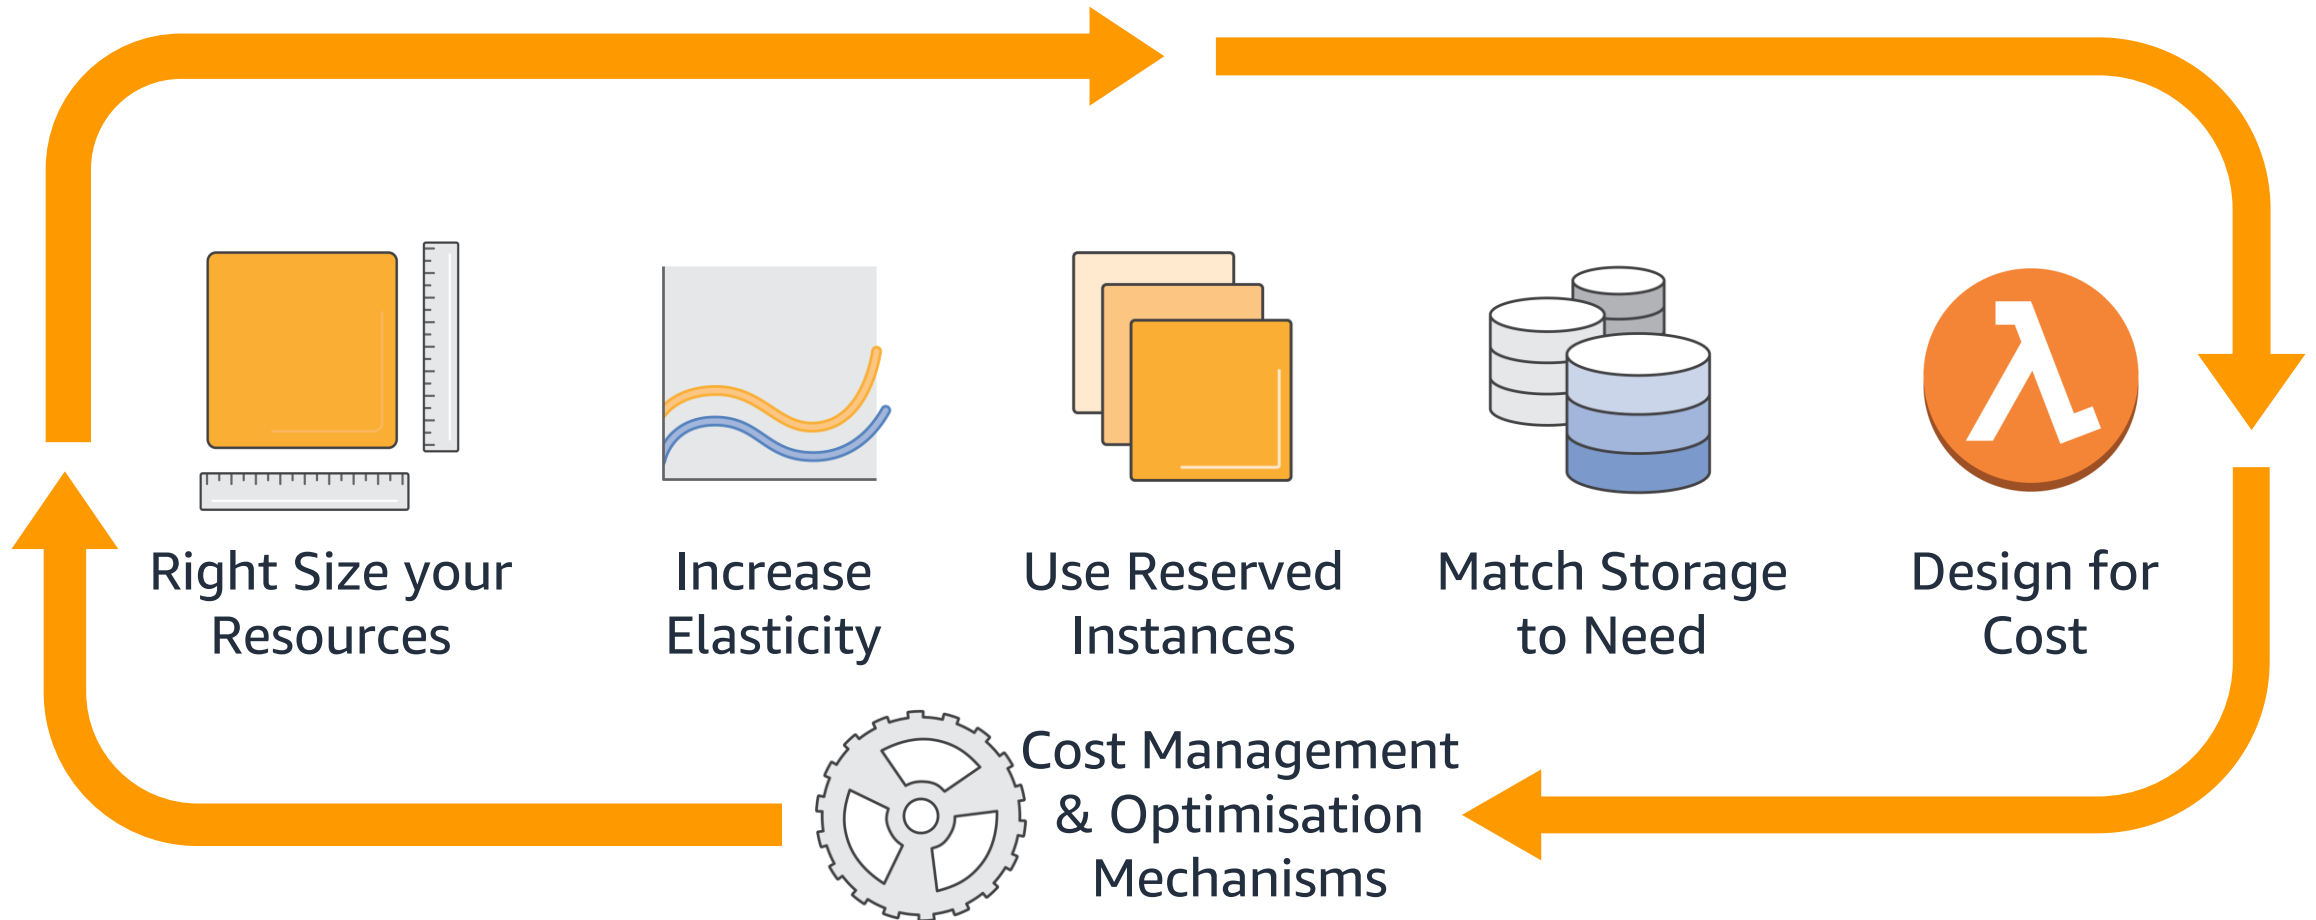 Right Size your
Resources
Increase
Elasticity
Use Reserved
Instances
Match Storage
to Need
Design for
Cost
Cost Management
& Optimisation
Mechanisms